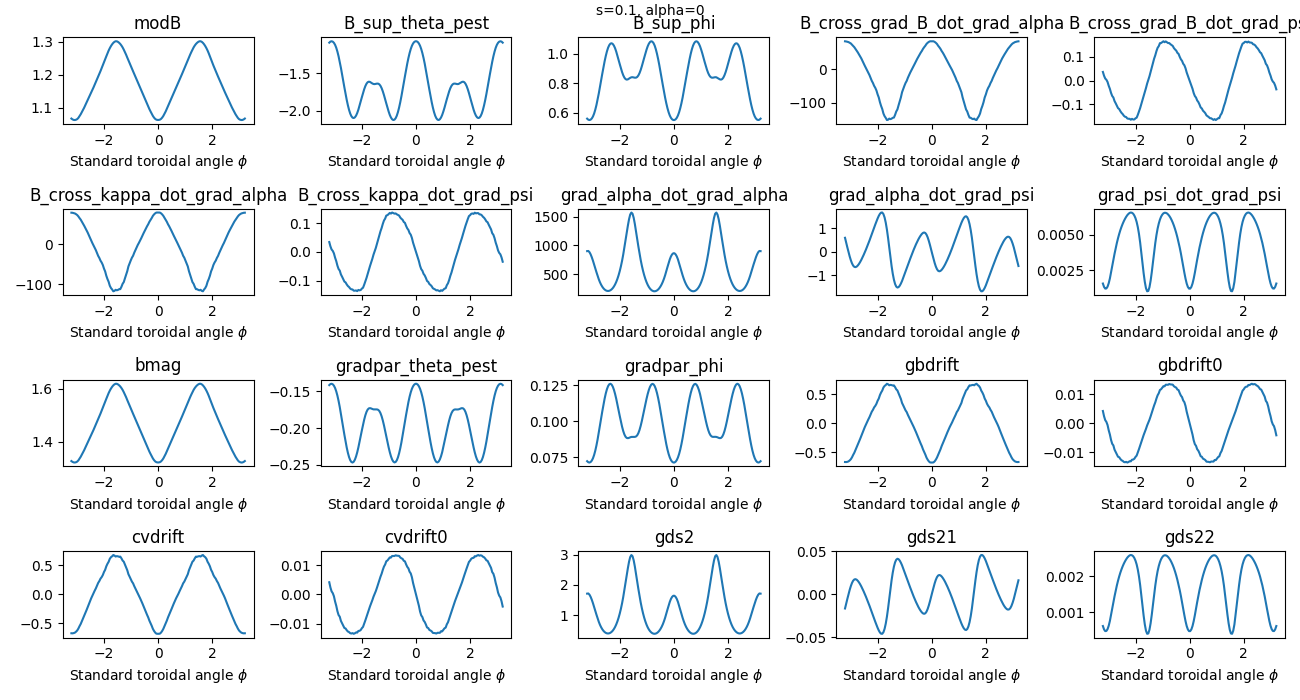 s=0.1, alpha=0
modB
B_sup_theta_pest
B_sup_phi
B_cross_grad_B_dot_grad_alpha
B_cross_grad_B_dot_grad_ps
1.3
1.2
1.1
−1.5
−2.0
1.0
0.8
0.6
0
−100
0.1
0.0
−0.1
−2 0 2
−2 0 2
−2 0 2
−2 0 2
−2 0 2
Standard toroidal angle ϕ
Standard toroidal angle ϕ
Standard toroidal angle ϕ
Standard toroidal angle ϕ
Standard toroidal angle ϕ
B_cross_kappa_dot_grad_alpha
B_cross_kappa_dot_grad_psi
grad_alpha_dot_grad_alpha
grad_alpha_dot_grad_psi
grad_psi_dot_grad_psi
0
−100
0.1
0.0
−0.1
1500
1000
500
1
0
−1
0.0050
0.0025
−2 0 2
−2 0 2
−2 0 2
−2 0 2
−2 0 2
Standard toroidal angle ϕ
Standard toroidal angle ϕ
Standard toroidal angle ϕ
Standard toroidal angle ϕ
Standard toroidal angle ϕ
bmag
gradpar_theta_pest
gradpar_phi
gbdrift
gbdrift0
1.6
1.4
−0.15
−0.20
−0.25
0.125
0.100
0.075
0.5
0.0
−0.5
0.01
0.00
−0.01
−2 0 2
−2 0 2
−2 0 2
−2 0 2
−2 0 2
Standard toroidal angle ϕ
Standard toroidal angle ϕ
Standard toroidal angle ϕ
Standard toroidal angle ϕ
Standard toroidal angle ϕ
cvdrift
cvdrift0
gds2
gds21
gds22
0.5
0.0
−0.5
0.01
0.00
−0.01
3
2
1
0.05
0.00
−0.05
0.002
0.001
−2 0 2
−2 0 2
−2 0 2
−2 0 2
−2 0 2
Standard toroidal angle ϕ
Standard toroidal angle ϕ
Standard toroidal angle ϕ
Standard toroidal angle ϕ
Standard toroidal angle ϕ